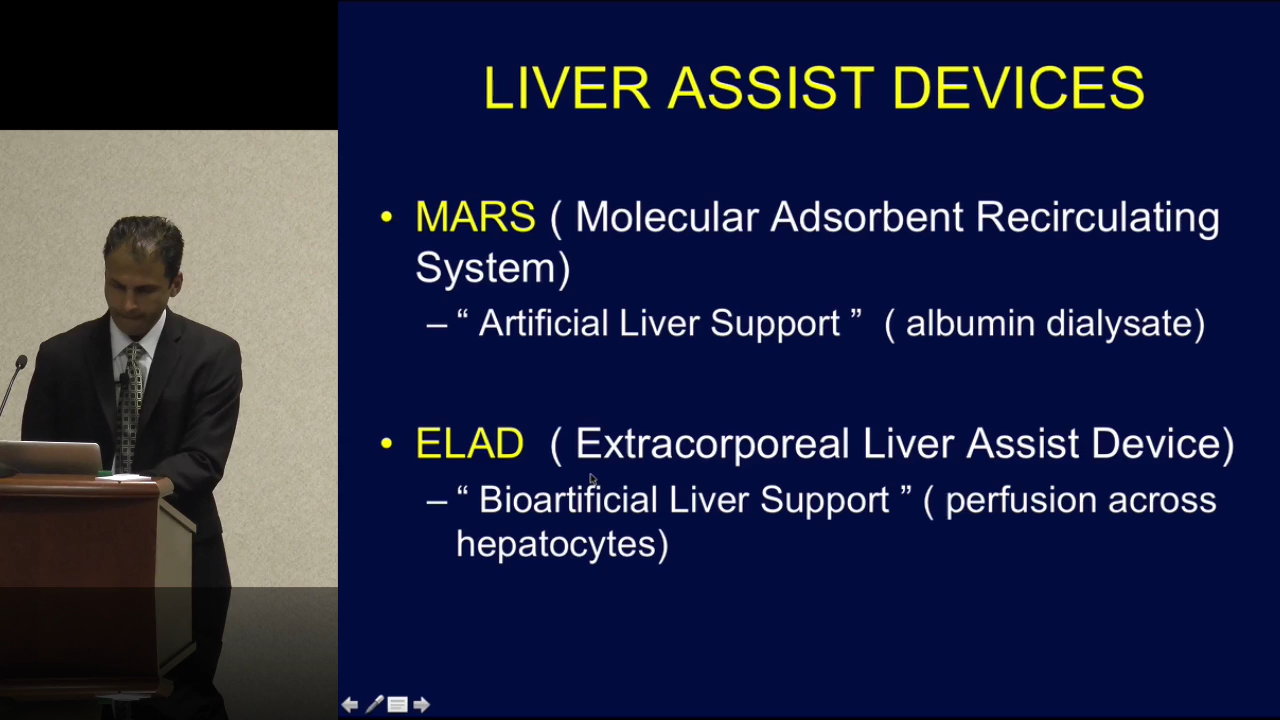 LIVER ASSIST DEVICES
• MARS ( Molecular Adsorbent Recirculating
System)
– “ Artificial Liver Support ” ( albumin dialysate)
• ELAD ( Extracorporeal Liver Assist Device)
– “ Bioartificial Liver Support ” ( perfusion across
hepatocytes)